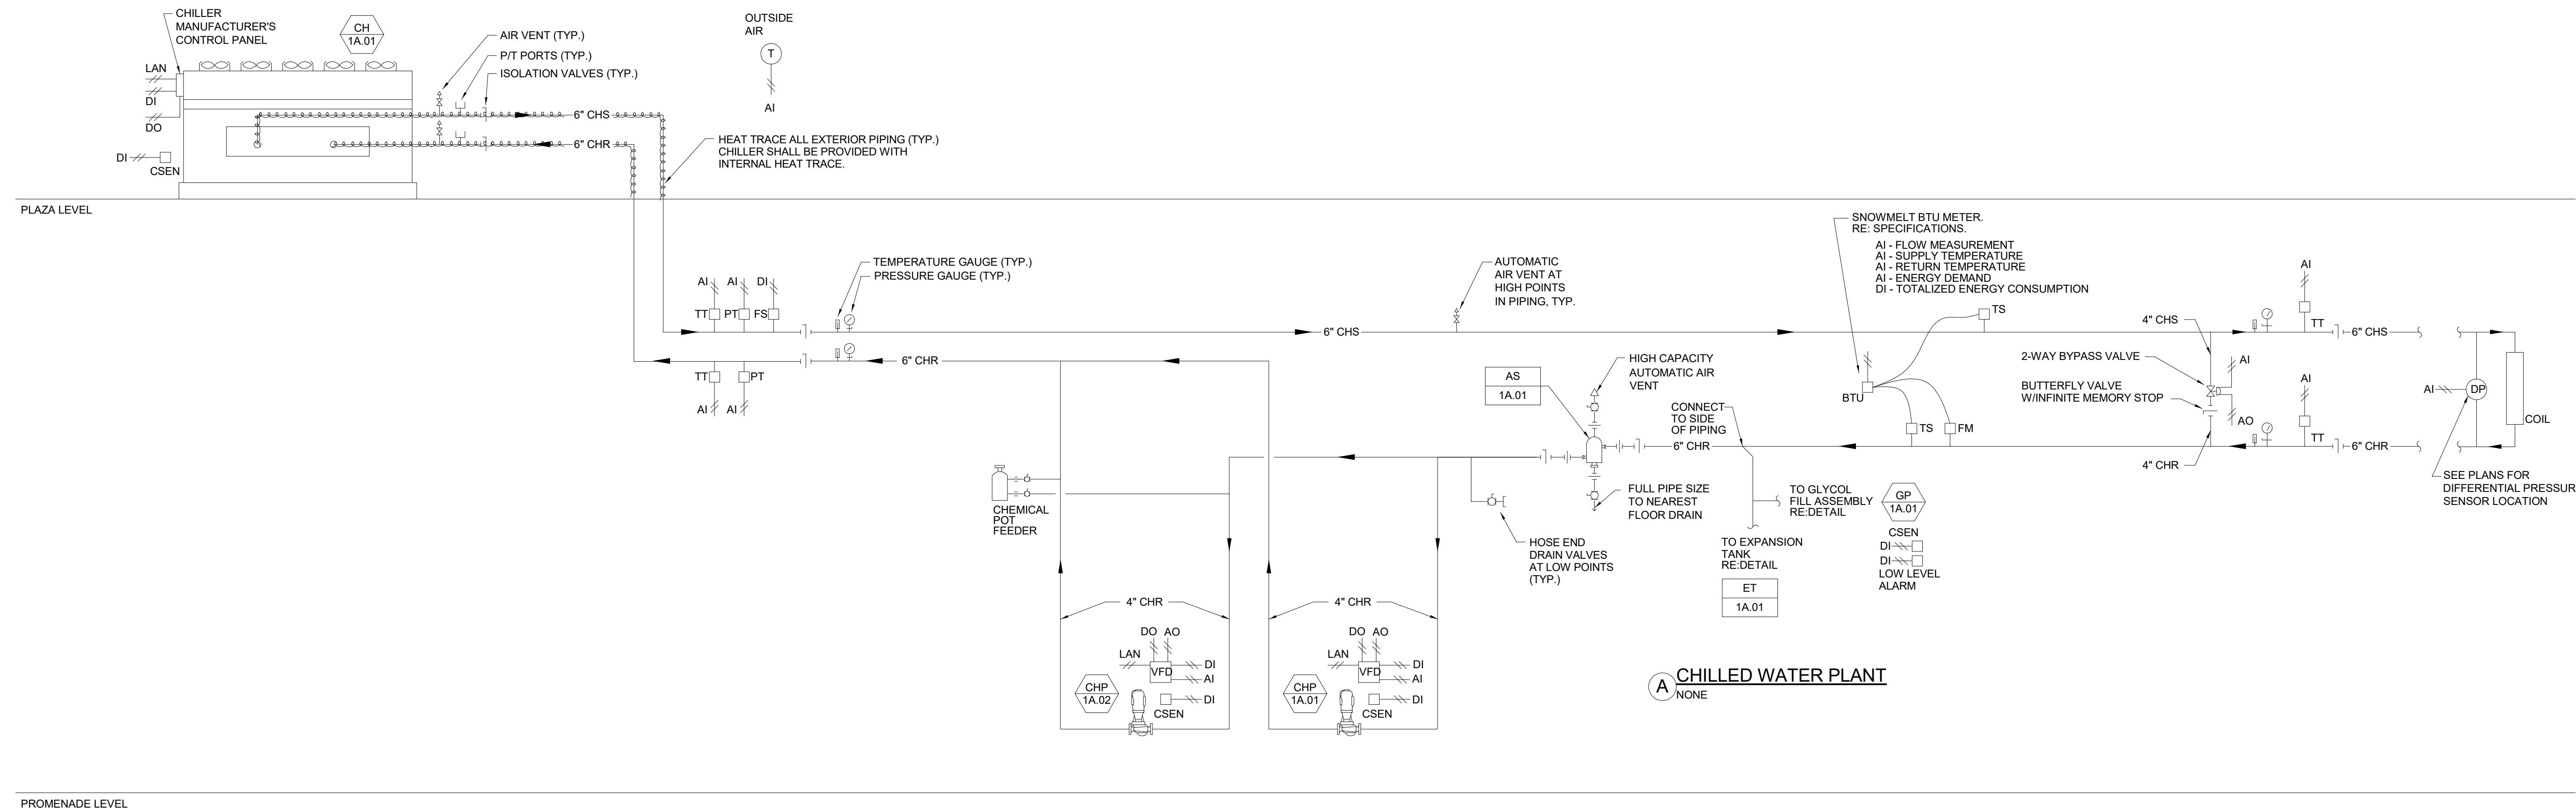 CHILLER
MANUFACTURER'S
CONTROL PANEL
CH
1A.01
LAN
DI
DO
DI
CSEN
AIR VENT (TYP.)
P/T PORTS (TYP.)
ISOLATION VALVES (TYP.)
6" CHS
6" CHR
OUTSIDE
AIR
T
AI
HEAT TRACE ALL EXTERIOR PIPING (TYP.)
CHILLER SHALL BE PROVIDED WITH
INTERNAL HEAT TRACE.
PLAZA LEVEL
AI AI DI
TT PT FS
TEMPERATURE GAUGE (TYP.)
PRESSURE GAUGE (TYP.)
6" CHR
TT PT
AI AI
6" CHS
AUTOMATIC
AIR VENT AT
HIGH POINTS
IN PIPING, TYP.
SNOWMELT BTU METER.
RE: SPECIFICATIONS.
AI - FLOW MEASUREMENT
AI - SUPPLY TEMPERATURE
AI - RETURN TEMPERATURE
AI - ENERGY DEMAND
DI - TOTALIZED ENERGY CONSUMPTION
TS
BTU
TS
FM
4" CHS
2-WAY BYPASS VALVE
BUTTERFLY VALVE
W/INFINITE MEMORY STOP
4" CHR
AI
AO
AI
TT
6" CHS
AI
TT
6" CHR
AI
DP
COIL
SEE PLANS FOR
DIFFERENTIAL PRESSUR
SENSOR LOCATION
AS
1A.01
HIGH CAPACITY
AUTOMATIC AIR
VENT
CONNECT
TO SIDE
OF PIPING
6" CHR
FULL PIPE SIZE
TO NEAREST
FLOOR DRAIN
TO GLYCOL
FILL ASSEMBLY
RE:DETAIL
GP
1A.01
CSEN
DI
DI
LOW LEVEL
ALARM
TO EXPANSION
TANK
RE:DETAIL
ET
1A.01
HOSE END
DRAIN VALVES
AT LOW POINTS
(TYP.)
CHEMICAL
POT
FEEDER
4" CHR
DO AO
LAN
VFD
DI
AI
CHP
1A.02
DI
CSEN
4" CHR
DO AO
LAN
VFD
DI
AI
CHP
1A.01
DI
CSEN
A
CHILLED WATER PLANT
NONE
PROMENADE LEVEL